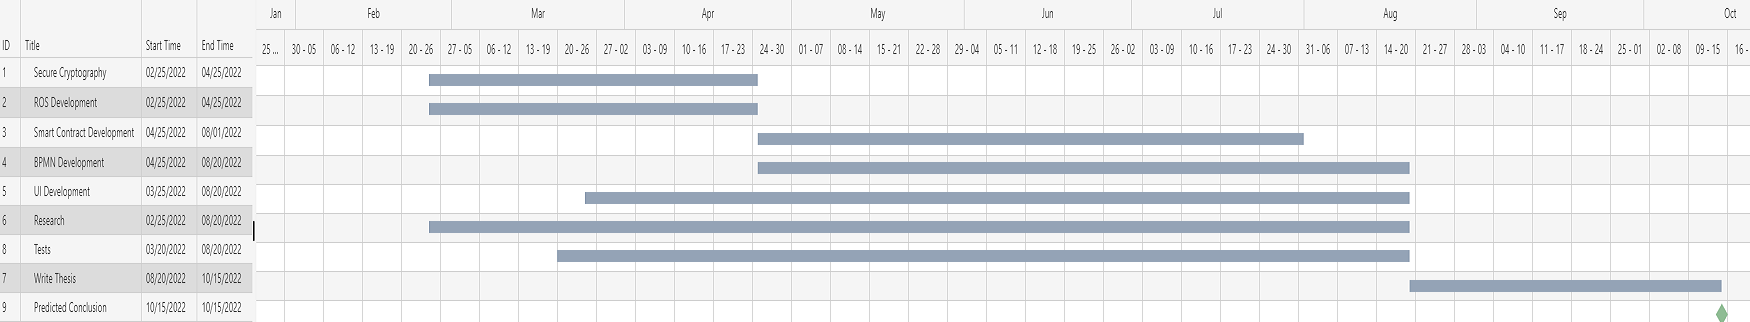 Jan Feb Mar Apr May Jun Jul Aug Sep Oct
ID Title Start Time End Time 25 ... 30 - 05 06 - 12 13 - 19 20 - 26 27 - 05 06 - 12 13 - 19 20 - 26 27 - 02 03 - 09 10 - 16 17 - 23 24 - 30 01 - 07 08 - 14 15 - 21 22 - 28 29 - 04 05 - 11 12 - 18 19 - 25 26 - 02 03 - 09 10 - 16 17 - 23 24 - 30 31 - 06 07 - 13 14 - 20 21 - 27 28 - 03 04 - 10 11 - 17 18 - 24 25 - 01 02 - 08 09 - 15 16 -
1 Secure Cryptography 02/25/2022 04/25/2022
2 ROS Development 02/25/2022 04/25/2022
3 Smart Contract Development 04/25/2022 08/01/2022
4 BPMN Development 04/25/2022 08/20/2022
5 UI Development 03/25/2022 08/20/2022
6 Research 02/25/2022 08/20/2022
8 Tests 03/20/2022 08/20/2022
7 Write Thesis 08/20/2022 10/15/2022
9 Predicted Conclusion 10/15/2022 10/15/2022